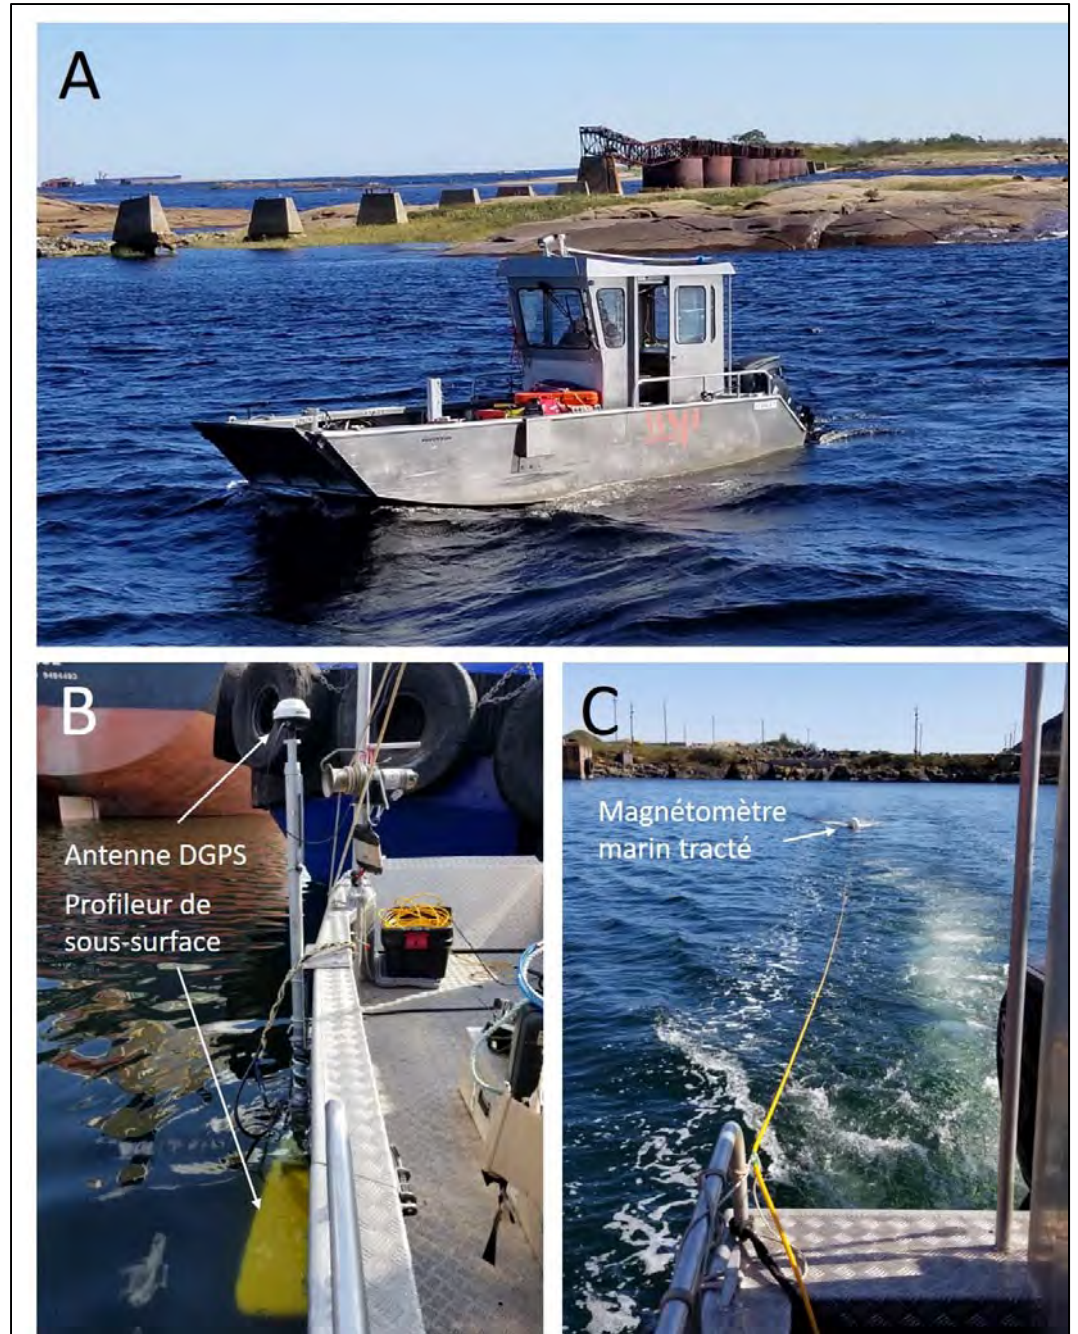 A
B
Antenne DGPS
Profileur de
sous-surface
C
Magnétomètre
marin tracté